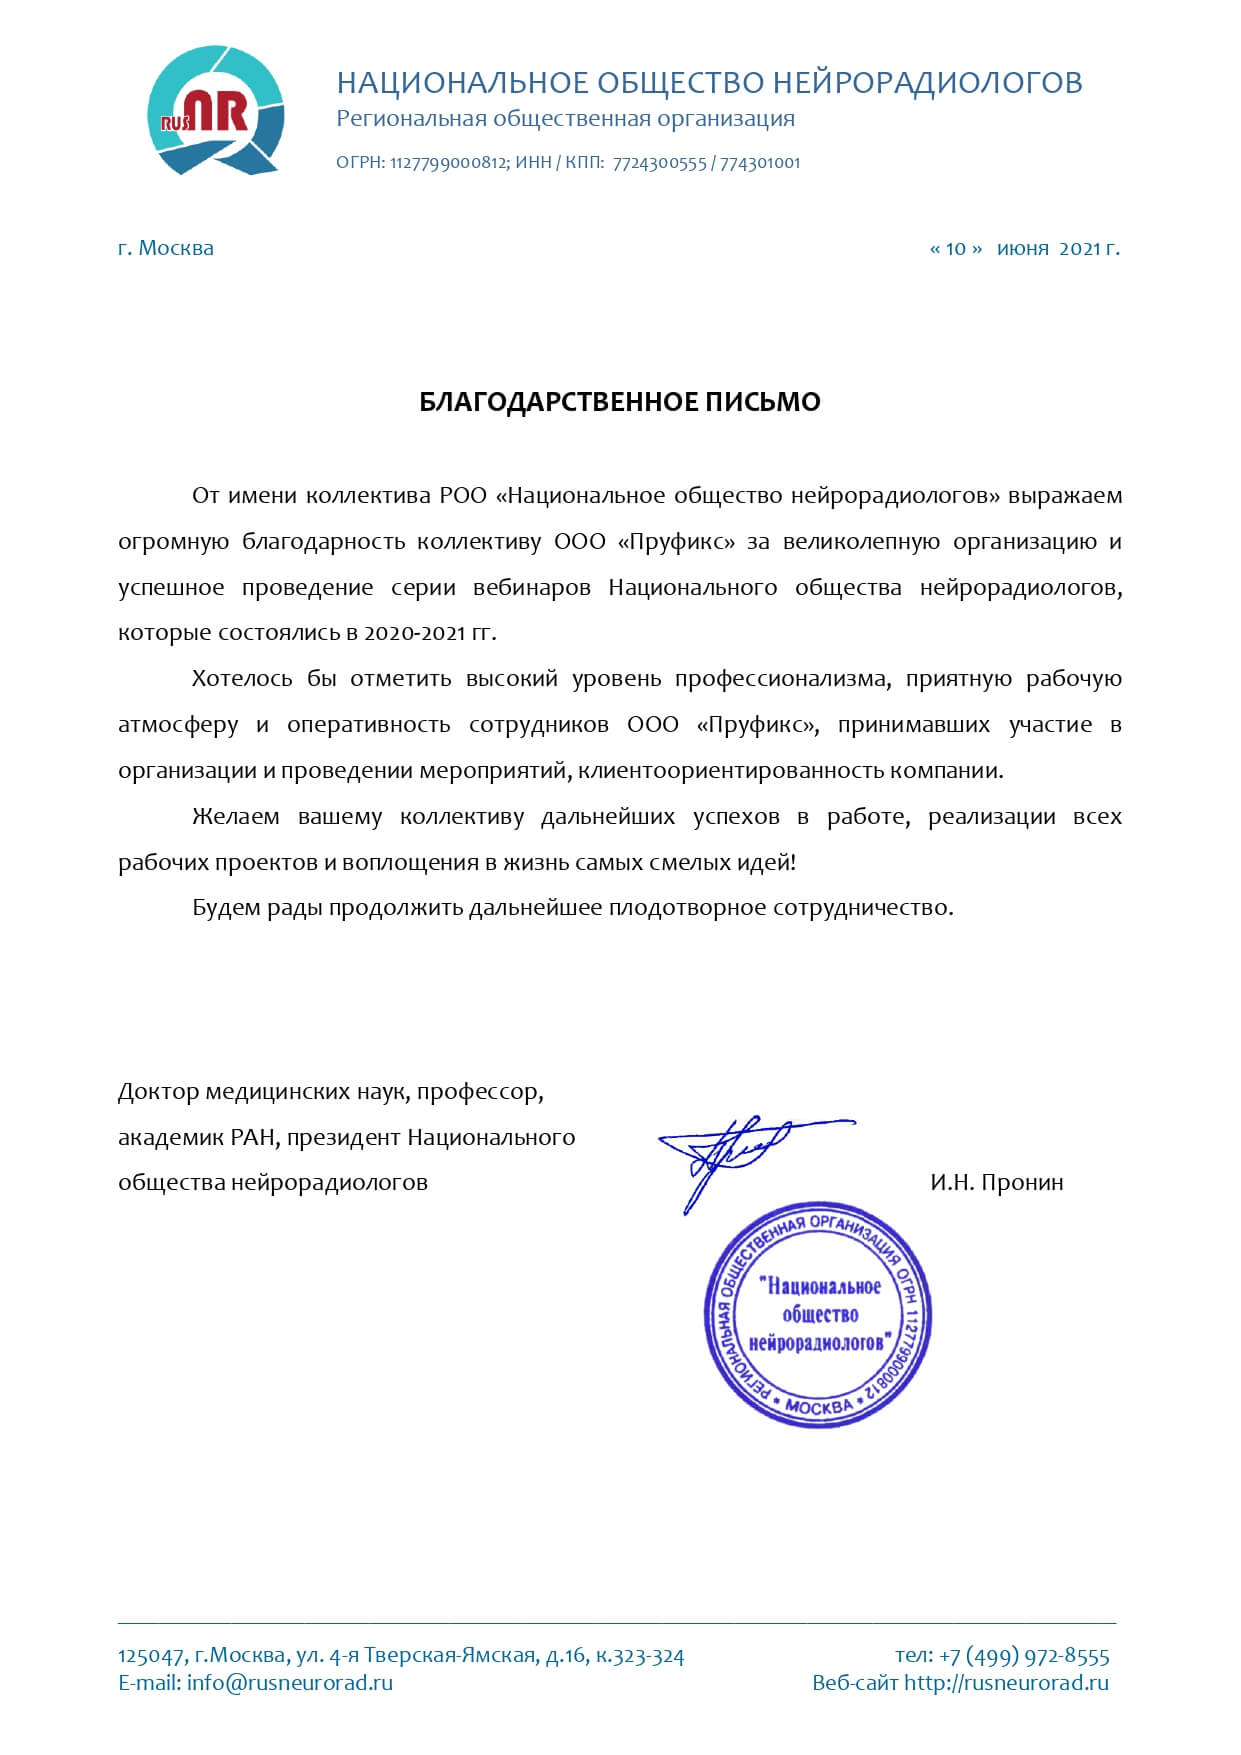 RUS NR
НАЦИОНАЛЬНОЕ ОБЩЕСТВО НЕЙРОРАДИОЛОГОВ
Региональная общественная организация
ОГРН: 1127799000812; ИНН / КПП: 7724300555 / 774301001
г. Москва « 10 » июня 2021 г.
БЛАГОДАРСТВЕННОЕ ПИСЬМО
От имени коллектива РОО «Национальное общество нейрорадиологов» выражаем
огромную благодарность коллективу ООО «Пруфикс» за великолепную организацию и
успешное проведение серии вебинаров Национального общества нейрорадиологов,
которые состоялись в 2020-2021 гг.
Хотелось бы отметить высокий уровень профессионализма, приятную рабочую
атмосферу и оперативность сотрудников ООО «Пруфикс», принимавших участие в
организации и проведении мероприятий, клиентоориентированность компании.
Желаем вашему коллективу дальнейших успехов в работе, реализации всех
рабочих проектов и воплощения в жизнь самых смелых идей!
Будем рады продолжить дальнейшее плодотворное сотрудничество.
Доктор медицинских наук, профессор,
академик РАН, президент Национального
общества нейрорадиологов И.Н. Пронин
РЕГИОНАЛЬНАЯ ОБЩЕСТВЕННАЯ ОРГАНИЗАЦИЯ ОГРН 1127799000812
"Национальное
общество
нейрорадиологов"
* МОСКВА *
125047, г.Москва, ул. 4-я Тверская-Ямская, д.16, к.323-324 тел: +7 (499) 972-8555
E-mail: info@rusneurorad.ru Веб-сайт http://rusneurorad.ru